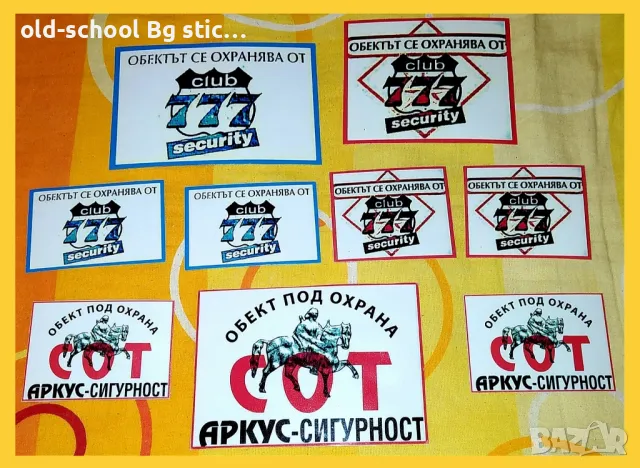 old-school Bg stic...
ОБЕКТЪТ СЕ ОХРАНЯВА ОТ
club
777
security
ОБЕКТЪТ СЕ ОХРАНЯВА ОТ
club
777
security
ОБЕКТЪТ СЕ ОХРАНЯВА ОТ
club
777
security
ОБЕКТЪТ СЕ ОХРАНЯВА ОТ
club
777
security
ОБЕКТЪТ СЕ ОХРАНЯВА ОТ
club
777
security
ОБЕКТЪТ СЕ ОХРАНЯВА ОТ
club
777
security
ОБЕКТ ПОД ОХРАНА
СОТ
АРКУС-СИГУРНОСТ
ОБЕКТ ПОД ОХРАНА
СОТ
АРКУС-СИГУРНОСТ
ОБЕКТ ПОД ОХРАНА
СОТ
АРКУС-СИГУРНОСТ
BAZAR